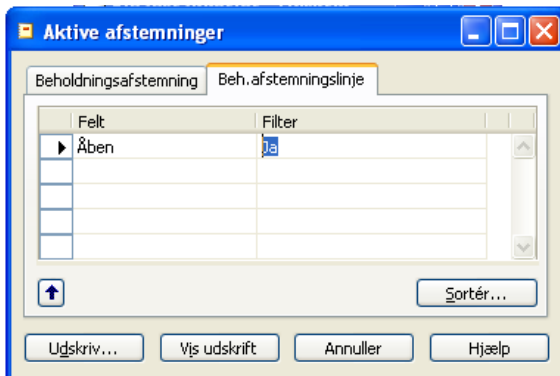 Aktive afstemninger
Beholdningsafstemning Beh.afstemningslinje
Felt Filter
Åben Ja
Sortér...
Udskriv... Vis udskrift Annuller Hjælp